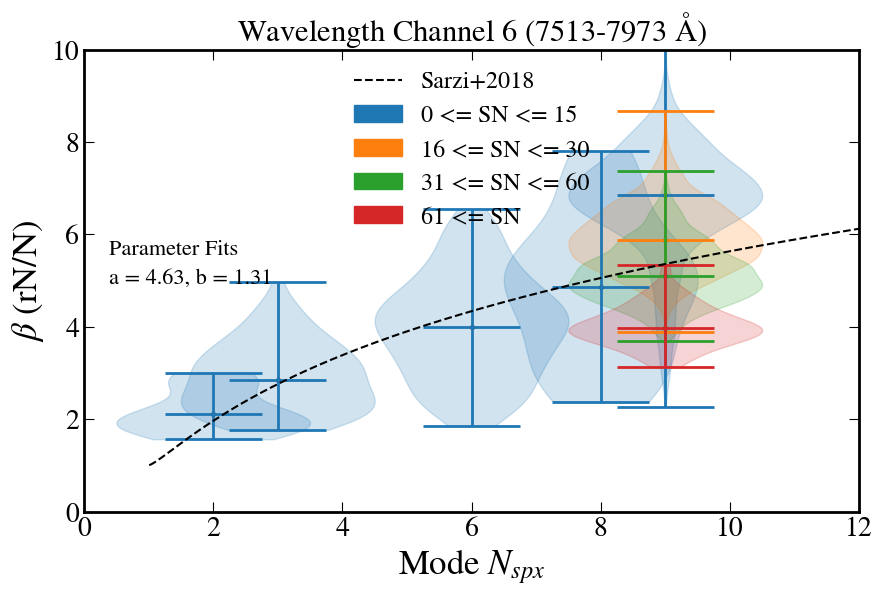 Wavelength Channel 6 (7513-7973 Å)
10
8
6
4
2
0
β (rN/N)
Sarzi+2018
0 <= SN <= 15
16 <= SN <= 30
31 <= SN <= 60
61 <= SN
Parameter Fits
a = 4.63, b = 1.31
0 2 4 6 8 10 12
Mode N_{spx}